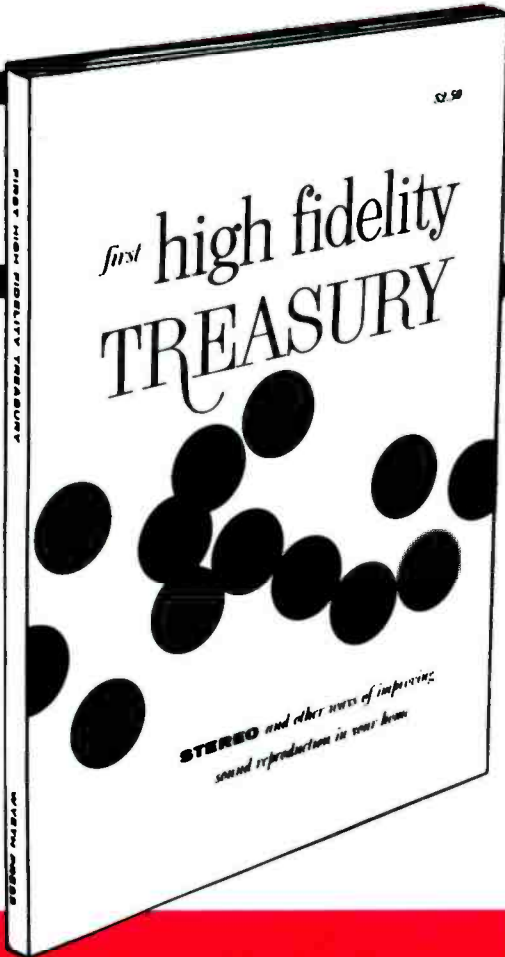 $2.50
first high fidelity
TREASURY
STEREO and other ways of improving
sound reproduction in your home
FIRST HIGH FIDELITY TREASURY
WYETH PRESS